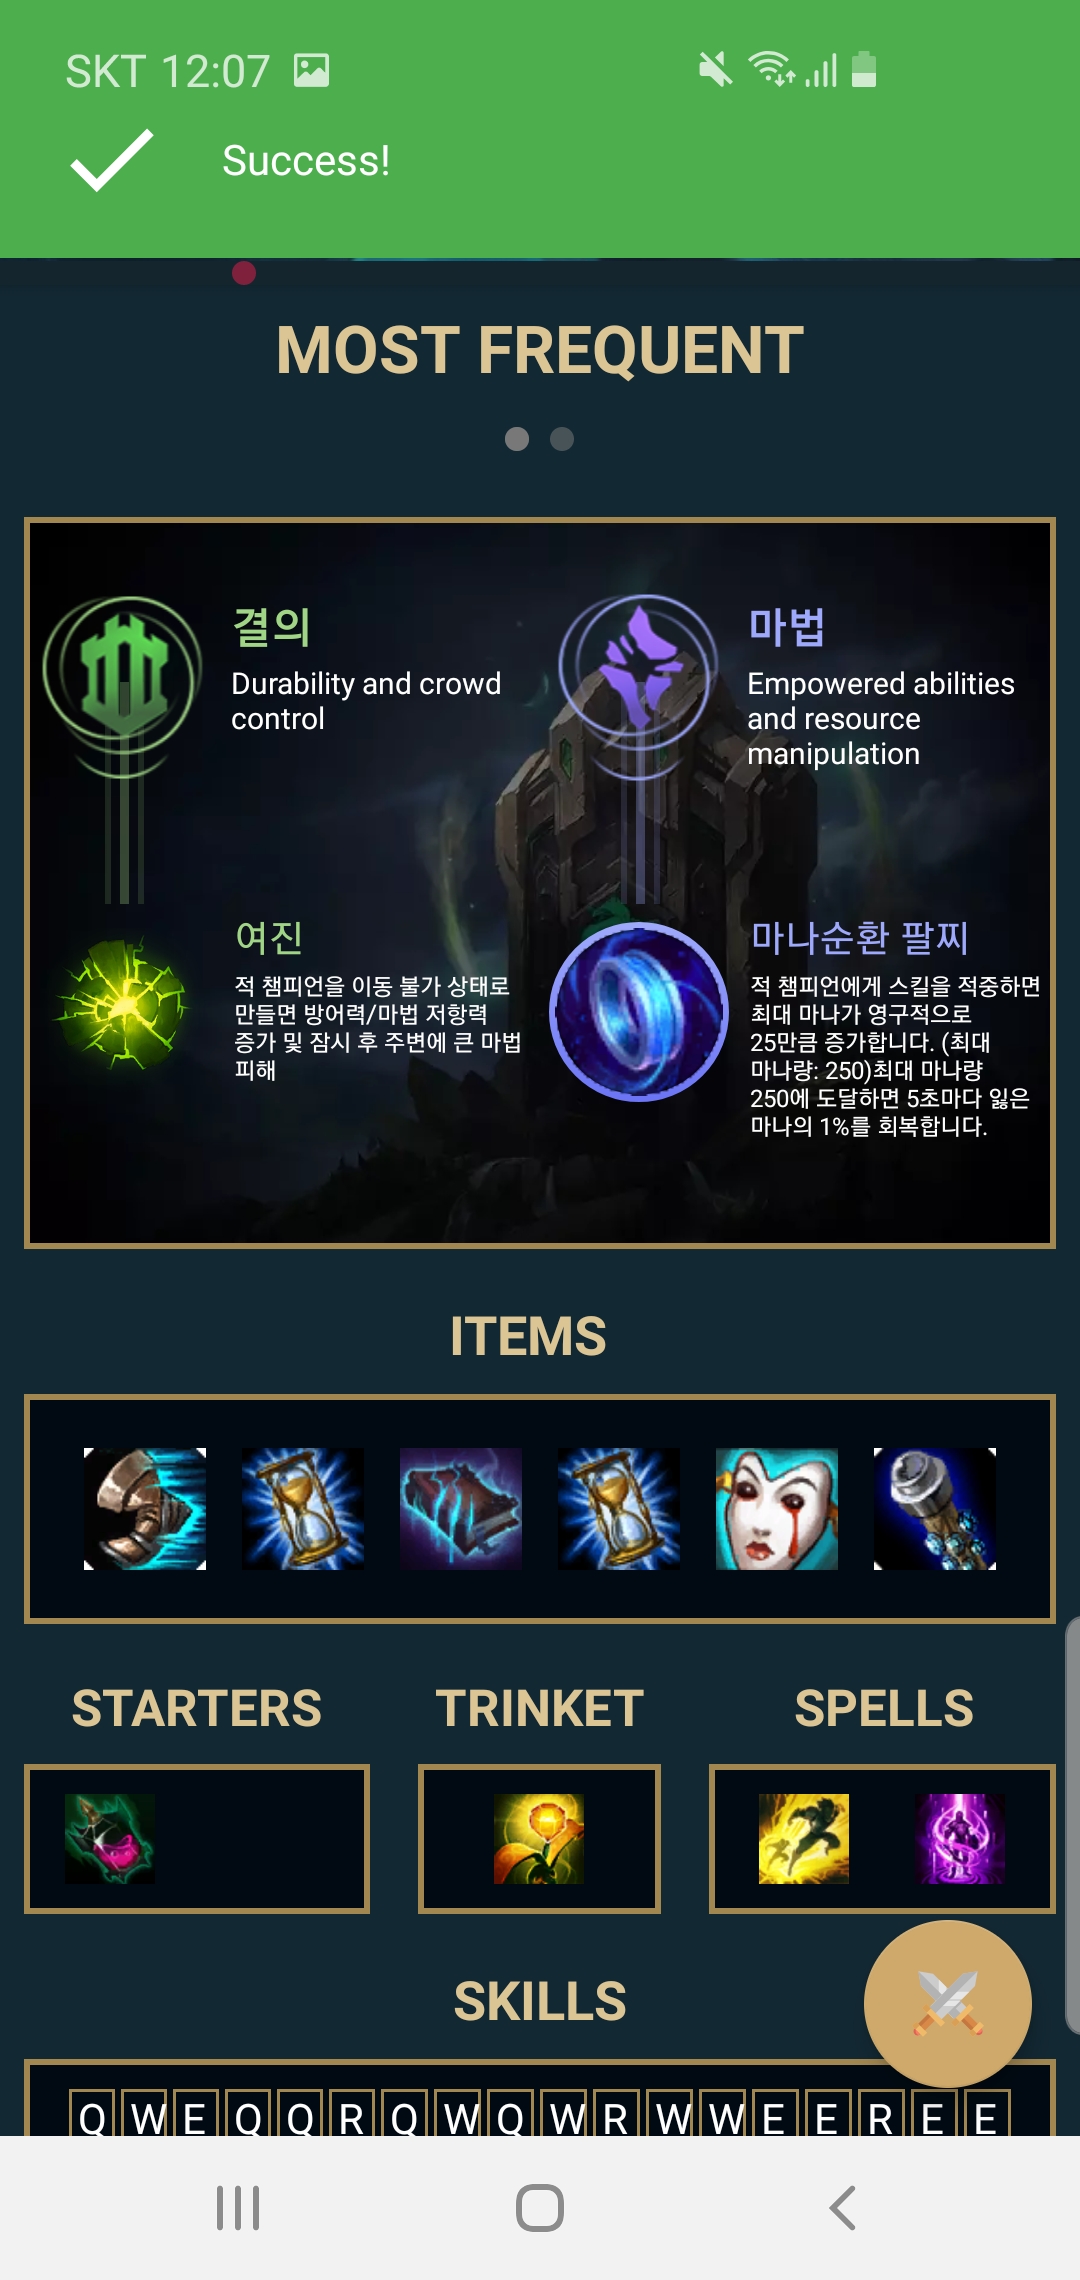 SKT 12:07
Success!
MOST FREQUENT
결의
Durability and crowd
control
마법
Empowered abilities
and resource
manipulation
여진
적 챔피언을 이동 불가 상태로
만들면 방어력/마법 저항력
증가 및 잠시 후 주변에 큰 마법
피해
마나순환 팔찌
적 챔피언에게 스킬을 적중하면
최대 마나가 영구적으로
25만큼 증가합니다. (최대
마나량: 250)최대 마나량
250에 도달하면 5초마다 잃은
마나의 1%를 회복합니다.
ITEMS
STARTERS
TRINKET
SPELLS
SKILLS
Q W E Q Q R Q W Q W R W W E E R E E